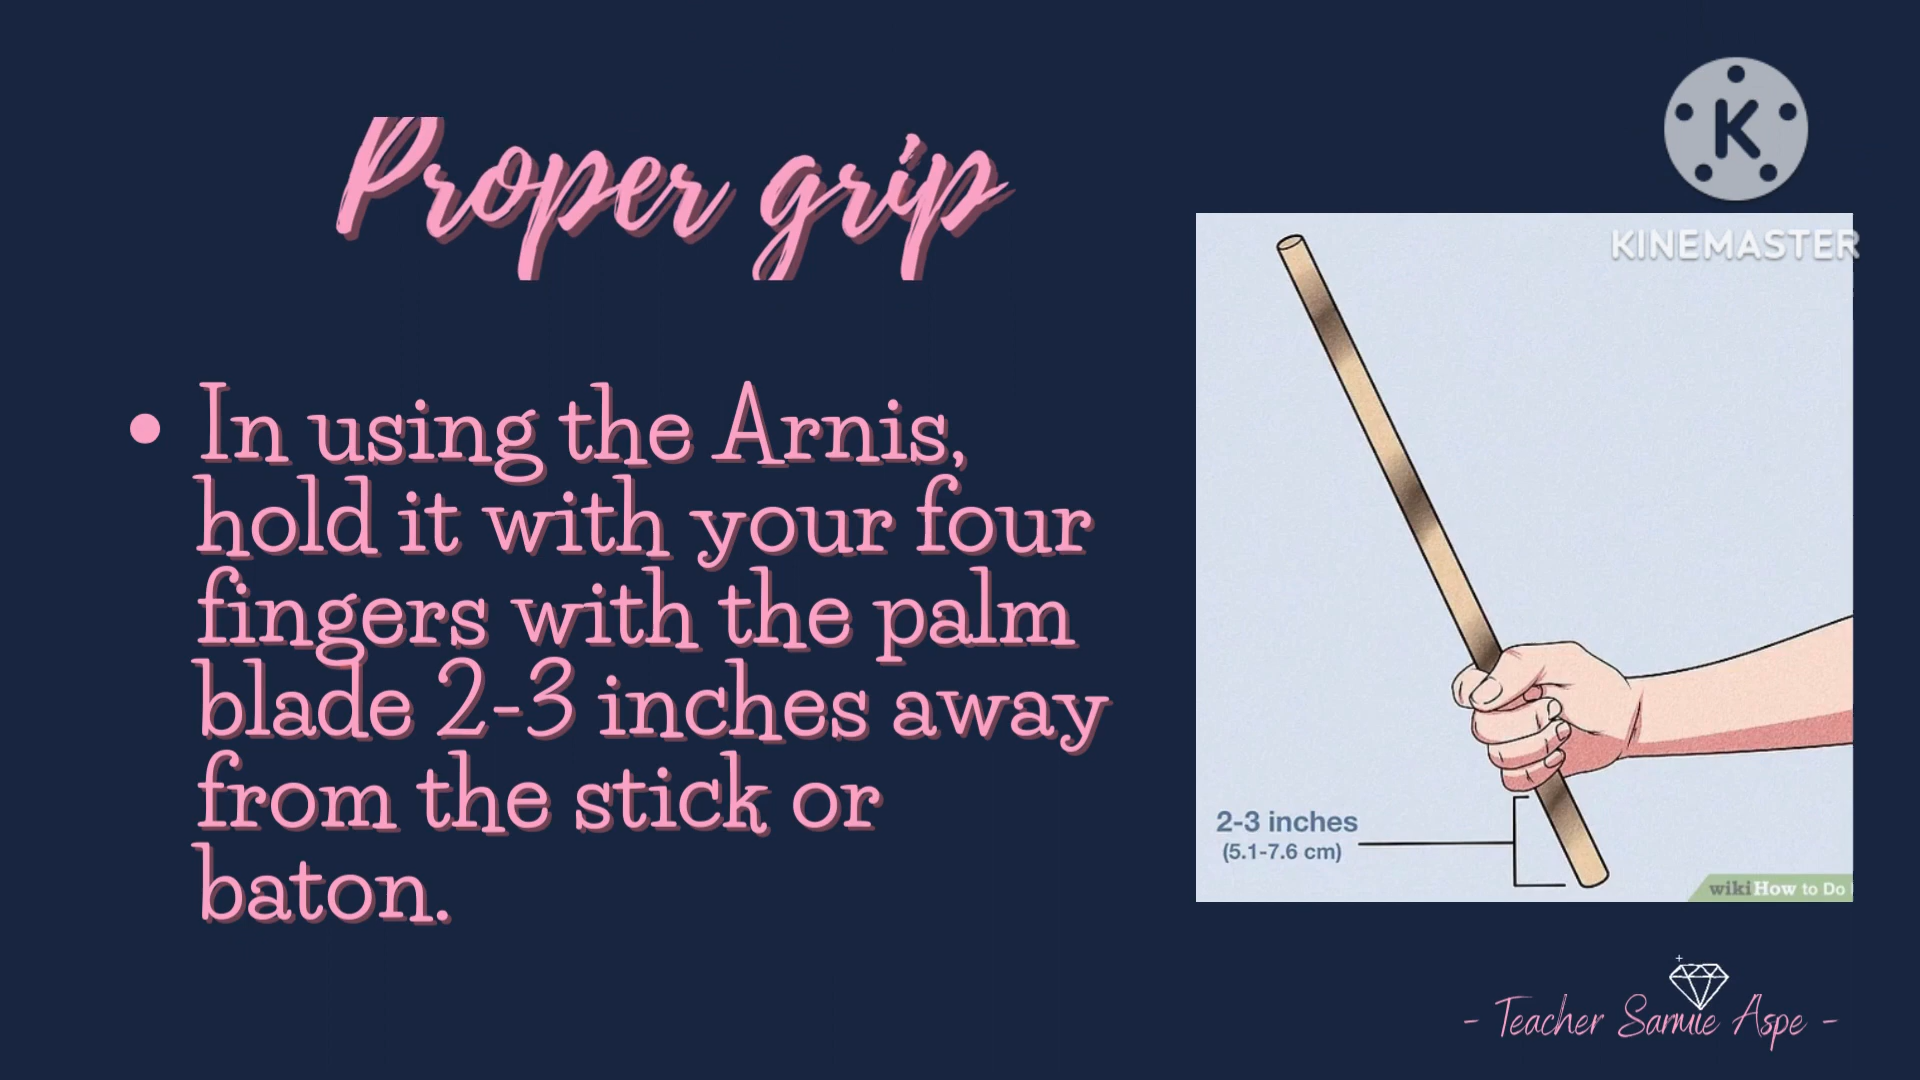 Proper grip
K
KINEMASTER
In using the Arnis,
hold it with your four
fingers with the palm
blade 2-3 inches away
from the stick or
baton.
2-3 inches
(5.1-7.6 cm)
wikiHow to Do
- Teacher Sarmie Aspe -